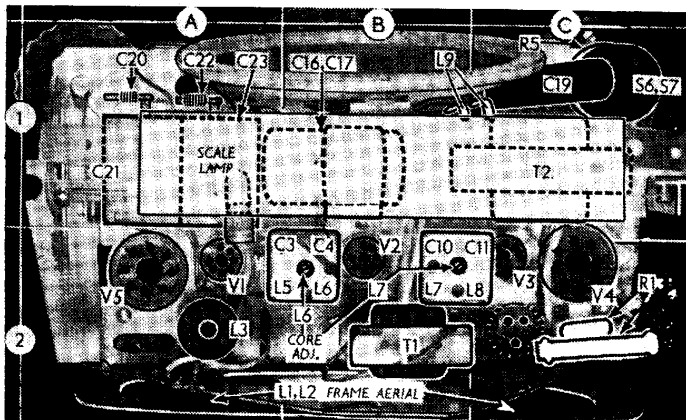 A B C
C20 C22 C23 C16,C17 L9 R5
C19 S6,S7
1
C21 SCALE LAMP T2
C3 C4 V2 C10 C11
V5 V1 L5 L6 L7 L7 L8 V3 V4 R1
L6
2 L3 CORE ADJ. T1
L1, L2 FRAME AERIAL